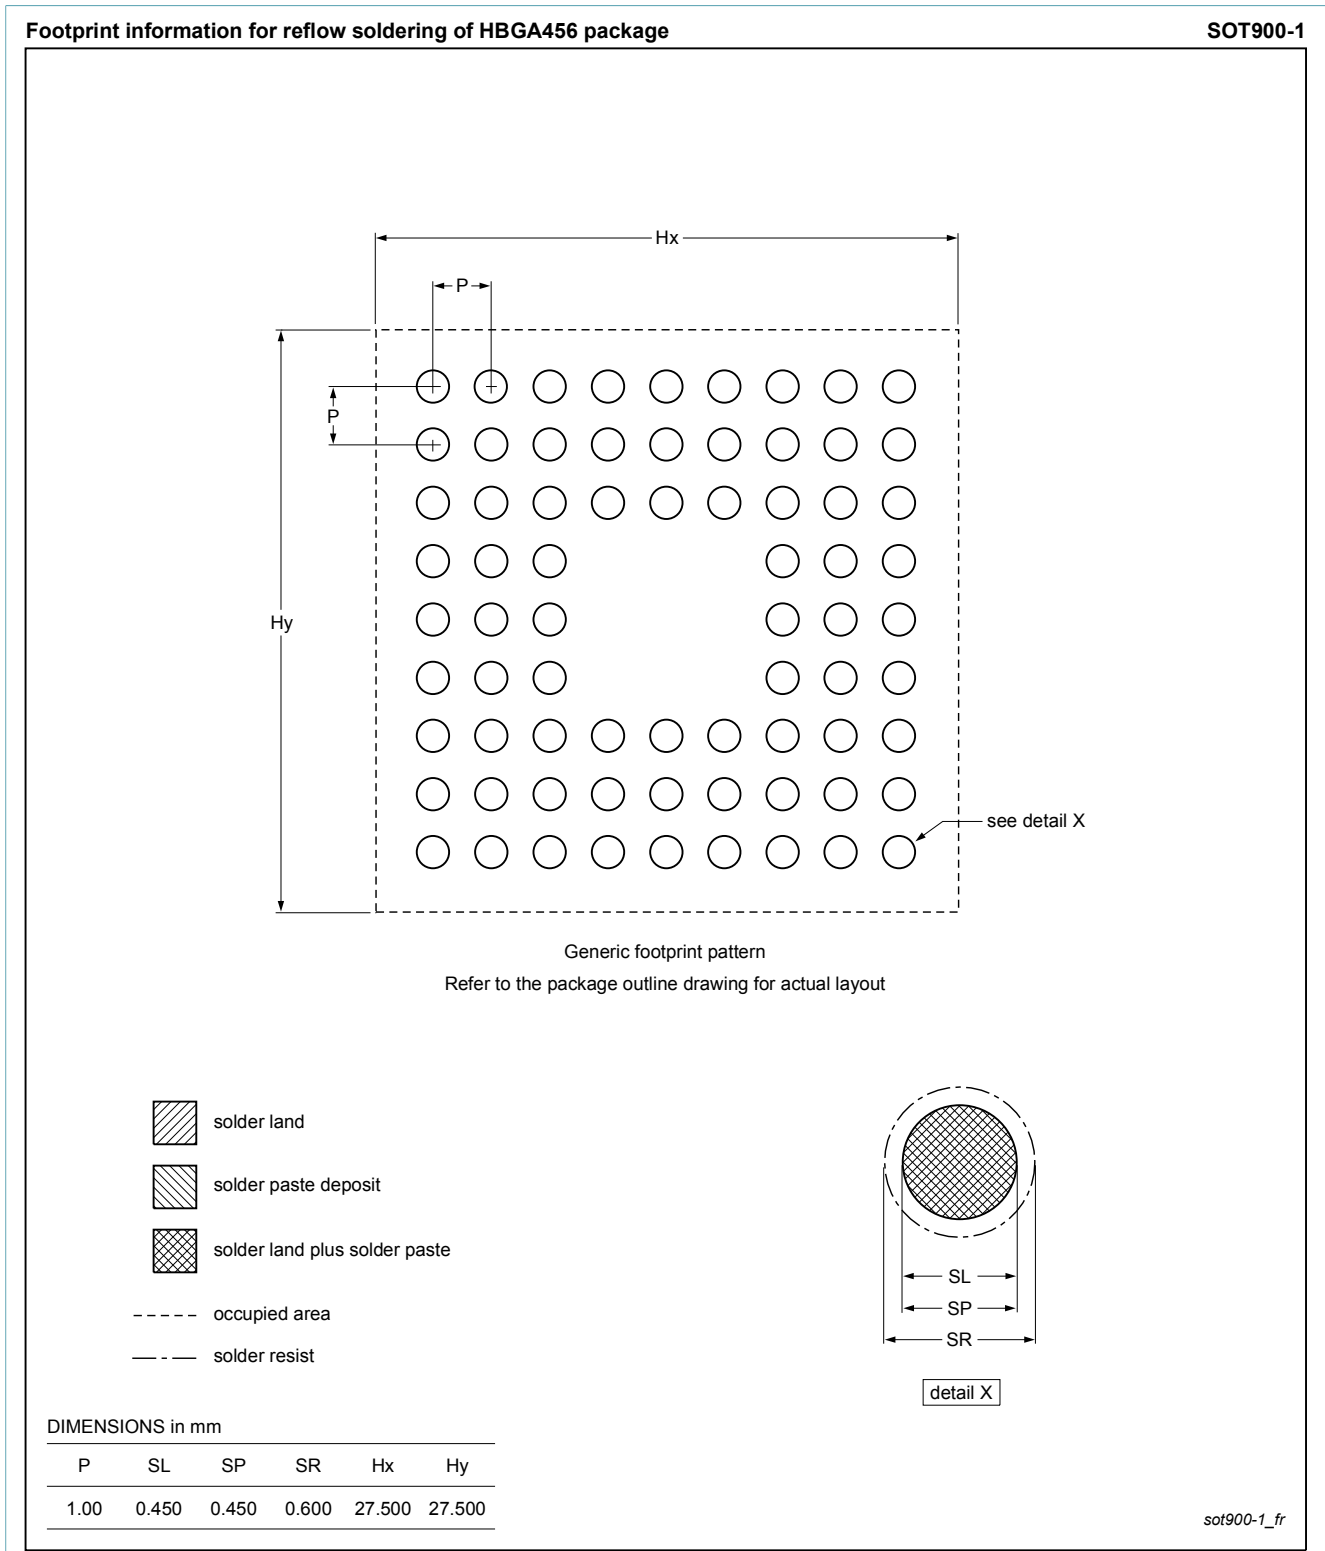 Footprint information for reflow soldering of HBGA456 package SOT900-1
Hx
P
P
Hy
see detail X
Generic footprint pattern
Refer to the package outline drawing for actual layout
solder land
solder paste deposit
solder land plus solder paste
occupied area
solder resist
SL
SP
SR
detail X
DIMENSIONS in mm
P SL SP SR Hx Hy
1.00 0.450 0.450 0.600 27.500 27.500
sot900-1_fr